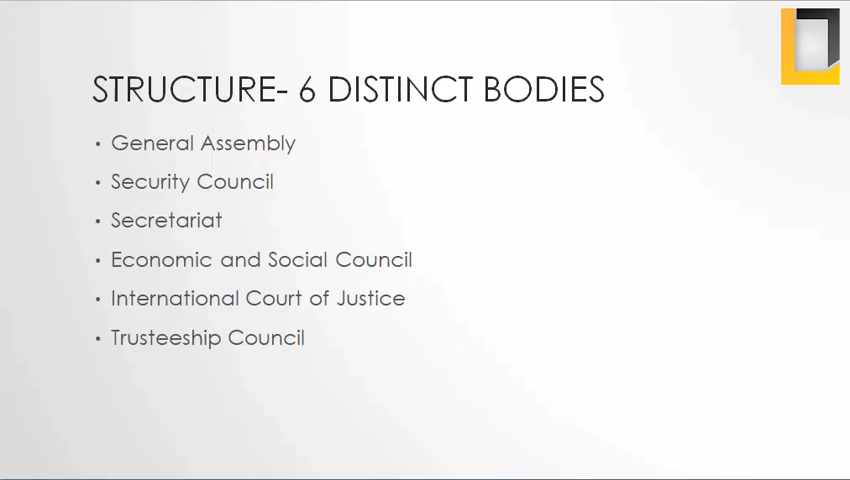 STRUCTURE- 6 DISTINCT BODIES
• General Assembly
• Security Council
• Secretariat
• Economic and Social Council
• International Court of Justice
• Trusteeship Council